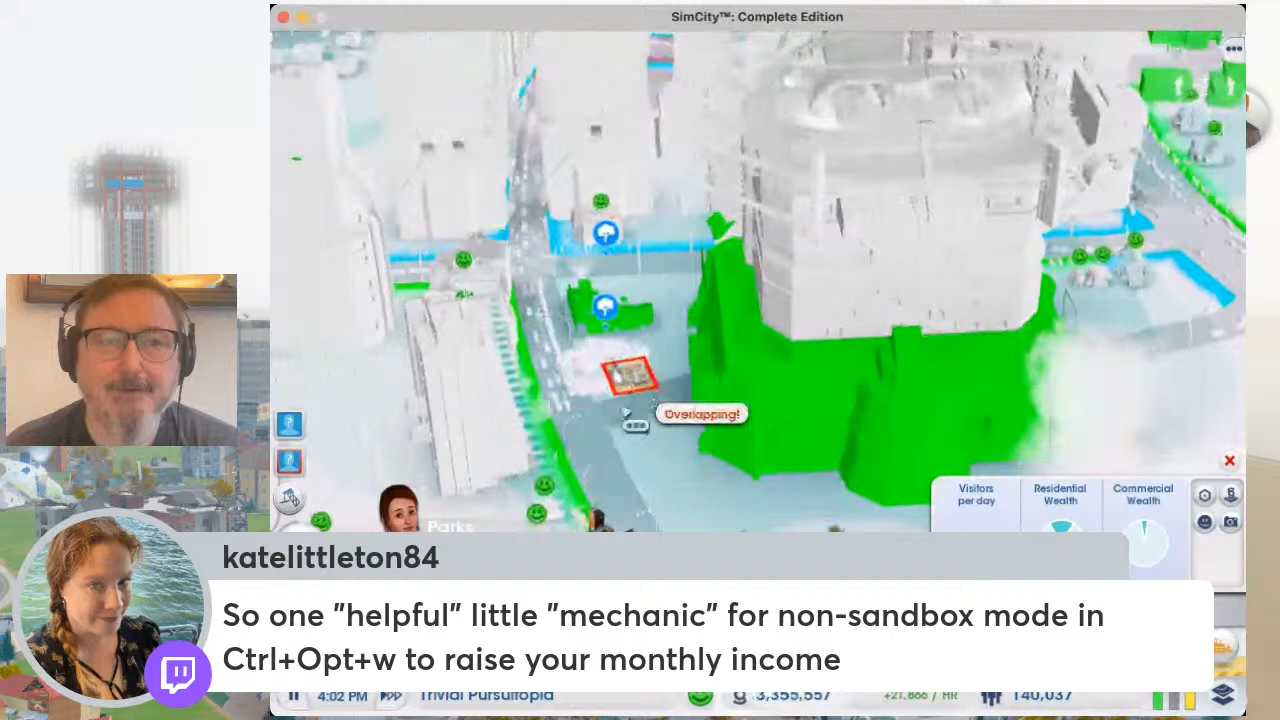 SimCity™: Complete Edition
Overlapping!
Visitors per day
Residential Wealth
Commercial Wealth
Parks
katelittleton84
So one "helpful" little "mechanic" for non-sandbox mode in
Ctrl+Opt+w to raise your monthly income
4:02 PM
Trivial Pursuitopia
3,355,557
+21,866 / HR
140,037